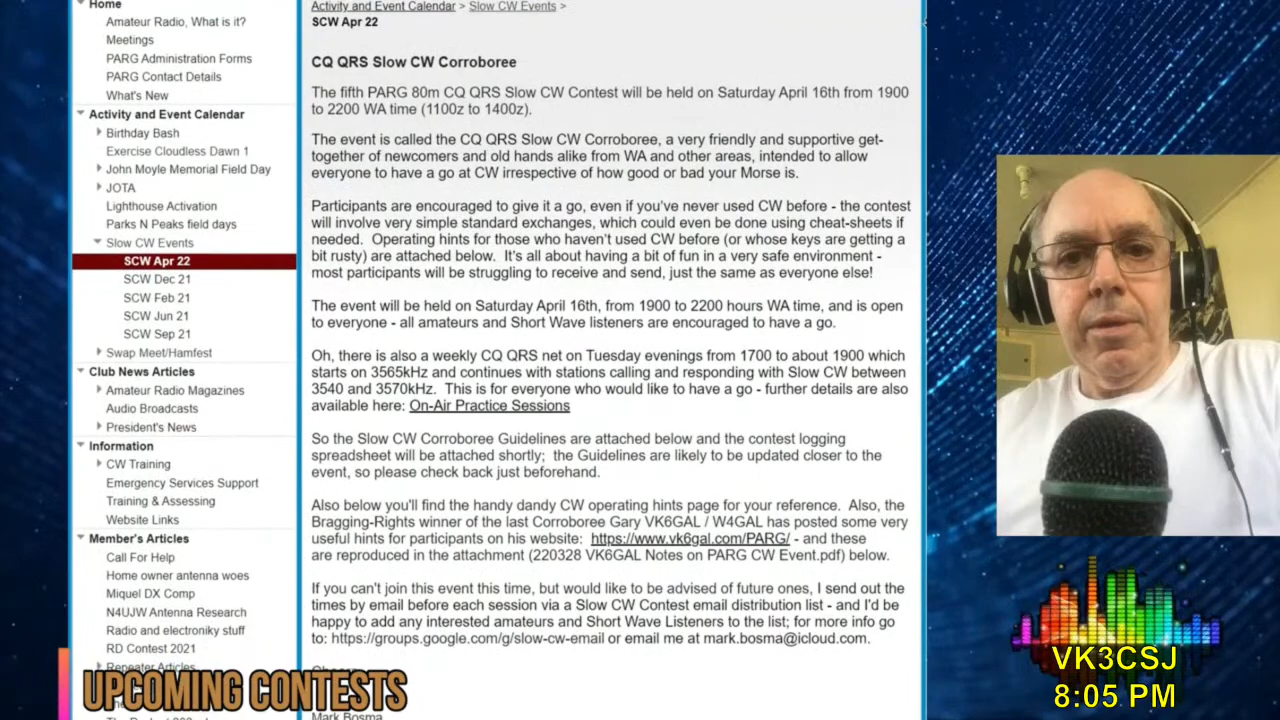 Home
Amateur Radio, What is it?
Meetings
PARG Administration Forms
PARG Contact Details
What's New
Activity and Event Calendar
Birthday Bash
Exercise Cloudless Dawn 1
John Moyle Memorial Field Day
JOTA
Lighthouse Activation
Parks N Peaks field days
Slow CW Events
SCW Apr 22
SCW Dec 21
SCW Feb 21
SCW Jun 21
SCW Sep 21
Swap Meet/Hamfest
Club News Articles
Amateur Radio Magazines
Audio Broadcasts
President's News
Information
CW Training
Emergency Services Support
Training & Assessing
Website Links
Member's Articles
Call For Help
Home owner antenna woes
Miquel DX Comp
N4UJW Antenna Research
Radio and electroniky stuff
RD Contest 2021
Repeater Articles
Activity and Event Calendar > Slow CW Events >
SCW Apr 22
CQ QRS Slow CW Corroboree
The fifth PARG 80m CQ QRS Slow CW Contest will be held on Saturday April 16th from 1900
to 2200 WA time (1100z to 1400z).
The event is called the CQ QRS Slow CW Corroboree, a very friendly and supportive get-
together of newcomers and old hands alike from WA and other areas, intended to allow
everyone to have a go at CW irrespective of how good or bad your Morse is.
Participants are encouraged to give it a go, even if you've never used CW before - the contest
will involve very simple standard exchanges, which could even be done using cheat-sheets if
needed. Operating hints for those who haven't used CW before (or whose keys are getting a
bit rusty) are attached below. It's all about having a bit of fun in a very safe environment -
most participants will be struggling to receive and send, just the same as everyone else!
The event will be held on Saturday April 16th, from 1900 to 2200 hours WA time, and is open
to everyone - all amateurs and Short Wave listeners are encouraged to have a go.
Oh, there is also a weekly CQ QRS net on Tuesday evenings from 1700 to about 1900 which
starts on 3565kHz and continues with stations calling and responding with Slow CW between
3540 and 3570kHz. This is for everyone who would like to have a go - further details are also
available here: On-Air Practice Sessions
So the Slow CW Corroboree Guidelines are attached below and the contest logging
spreadsheet will be attached shortly; the Guidelines are likely to be updated closer to the
event, so please check back just beforehand.
Also below you'll find the handy dandy CW operating hints page for your reference. Also, the
Bragging-Rights winner of the last Corroboree Gary VK6GAL / W4GAL has posted some very
useful hints for participants on his website: https://www.vk6gal.com/PARG/ - and these
are reproduced in the attachment (220328 VK6GAL Notes on PARG CW Event.pdf) below.
If you can't join this event this time, but would like to be advised of future ones, I send out the
times by email before each session via a Slow CW Contest email distribution list - and I'd be
happy to add any interested amateurs and Short Wave Listeners to the list; for more info go
to: https://groups.google.com/g/slow-cw-email or email me at mark.bosma@icloud.com.
Mark Bosma
UPCOMING CONTESTS
VK3CSJ
8:05 PM